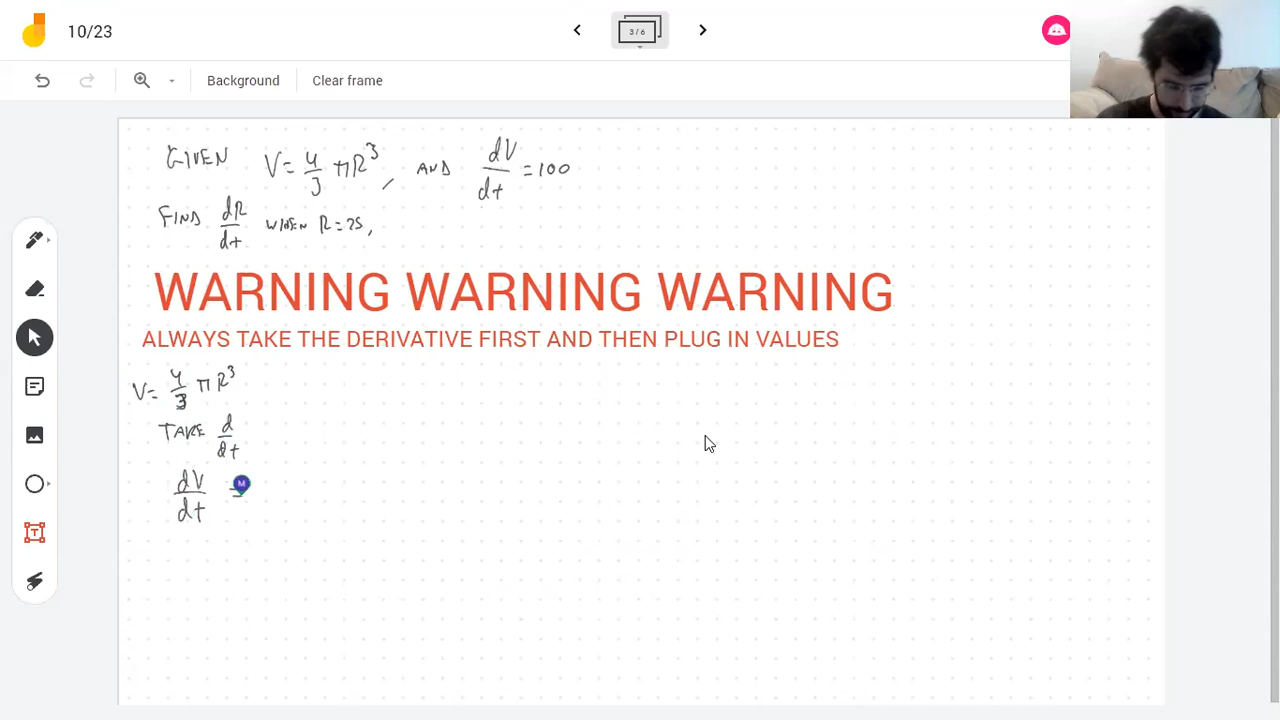 10/23
3 / 6
Background
Clear frame
GIVEN V = 4/3 πR³, AND dV/dt = 100
FIND dR/dt WHEN R = 25,
WARNING WARNING WARNING
ALWAYS TAKE THE DERIVATIVE FIRST AND THEN PLUG IN VALUES
V = 4/3 πR³
TAKE d/dt
dV/dt =
M
T